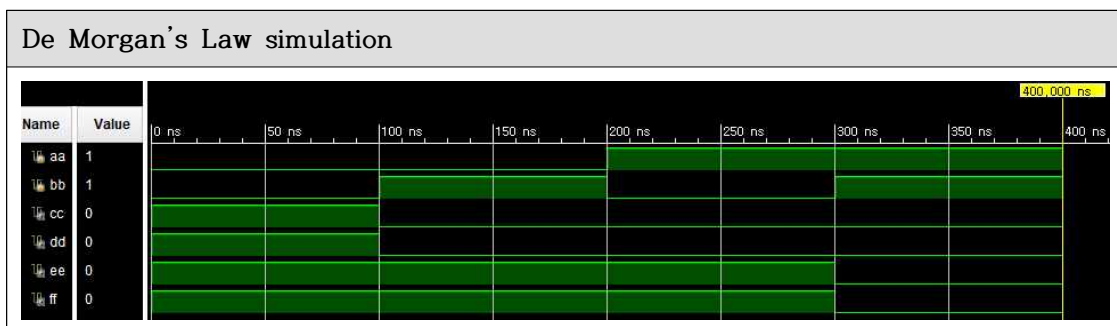 De Morgan's Law simulation
400,000 ns
Name Value 0 ns 50 ns 100 ns 150 ns 200 ns 250 ns 300 ns 350 ns 400 ns
aa 1
bb 1
cc 0
dd 0
ee 0
ff 0